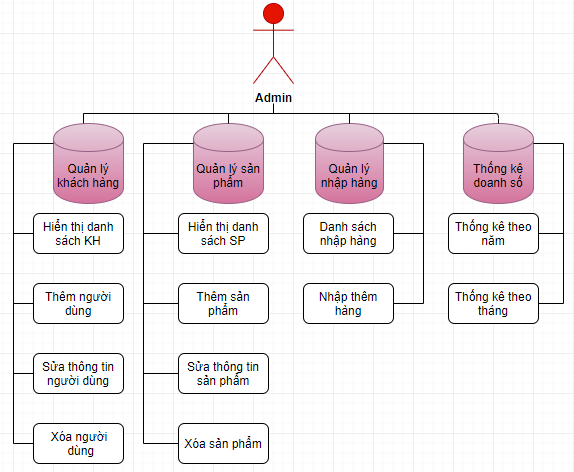 Admin
Quản lý
khách hàng
Quản lý sản
phẩm
Quản lý
nhập hàng
Thống kê
doanh số
Hiển thị danh
sách KH
Hiển thị danh
sách SP
Danh sách
nhập hàng
Thống kê theo
năm
Thêm người
dùng
Thêm sản
phẩm
Nhập thêm
hàng
Thống kê theo
tháng
Sửa thông tin
người dùng
Sửa thông tin
sản phẩm
Xóa người
dùng
Xóa sản phẩm